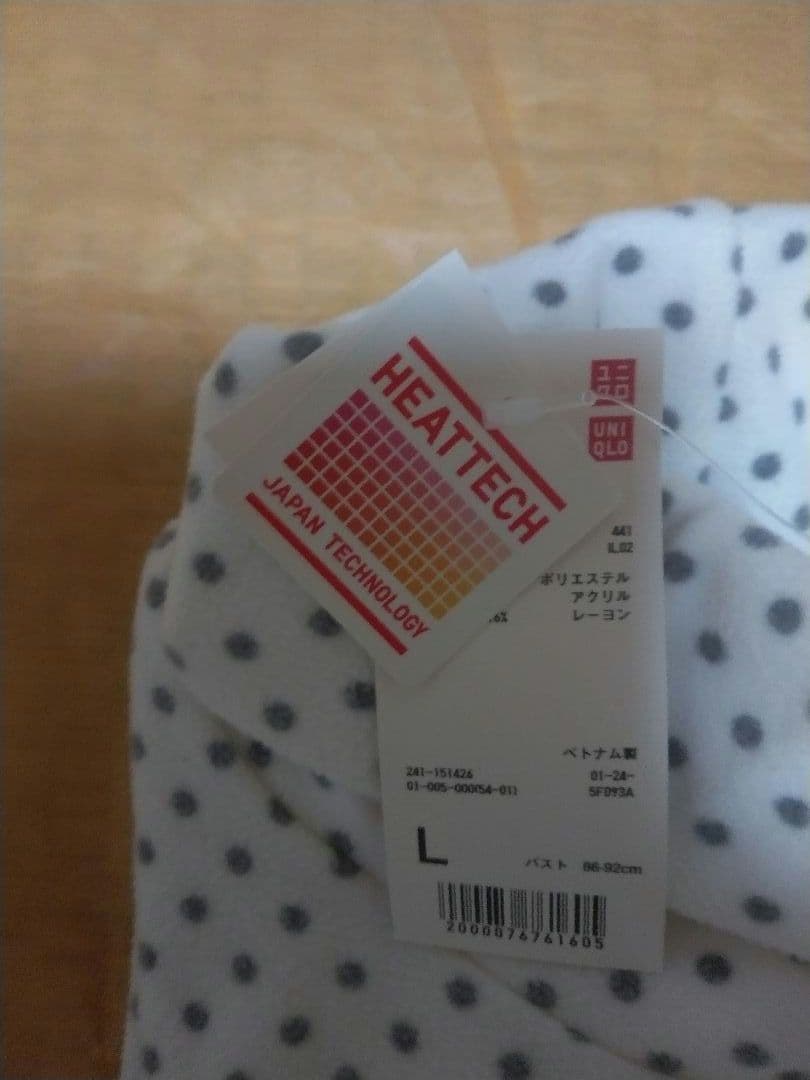 HEATTECH
JAPAN TECHNOLOGY
ユニ
クロ
UNI
QLO
441
ポリエステル
アクリル
レーヨン
ベトナム製
241-151426
01-24-
01-005-000(54-01)
5F093A
L
バスト 86-92cm
2000076761605